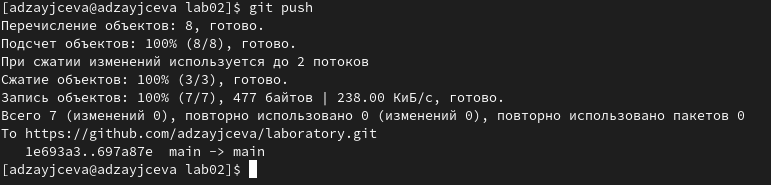 [adzayjceva@adzayjceva lab02]$ git push
Перечисление объектов: 8, готово.
Подсчет объектов: 100% (8/8), готово.
При сжатии изменений используется до 2 потоков
Сжатие объектов: 100% (3/3), готово.
Запись объектов: 100% (7/7), 477 байтов | 238.00 КиБ/с, готово.
Всего 7 (изменений 0), повторно использовано 0 (изменений 0), повторно использовано пакетов 0
To https://github.com/adzayjceva/laboratory.git
   1e693a3..697a87e  main -> main
[adzayjceva@adzayjceva lab02]$